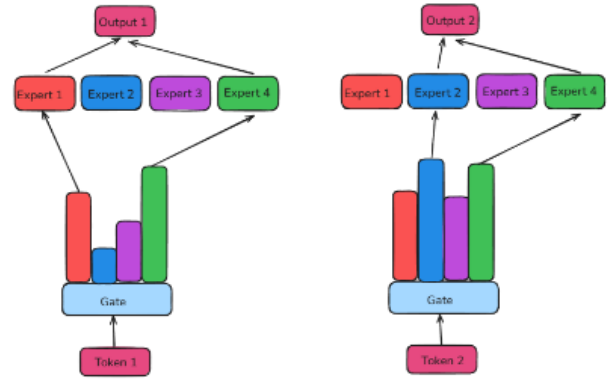 Output 1
Output 2
Expert 1 Expert 2 Expert 3 Expert 4
Expert 1 Expert 2 Expert 3 Expert 4
Gate
Gate
Token 1
Token 2